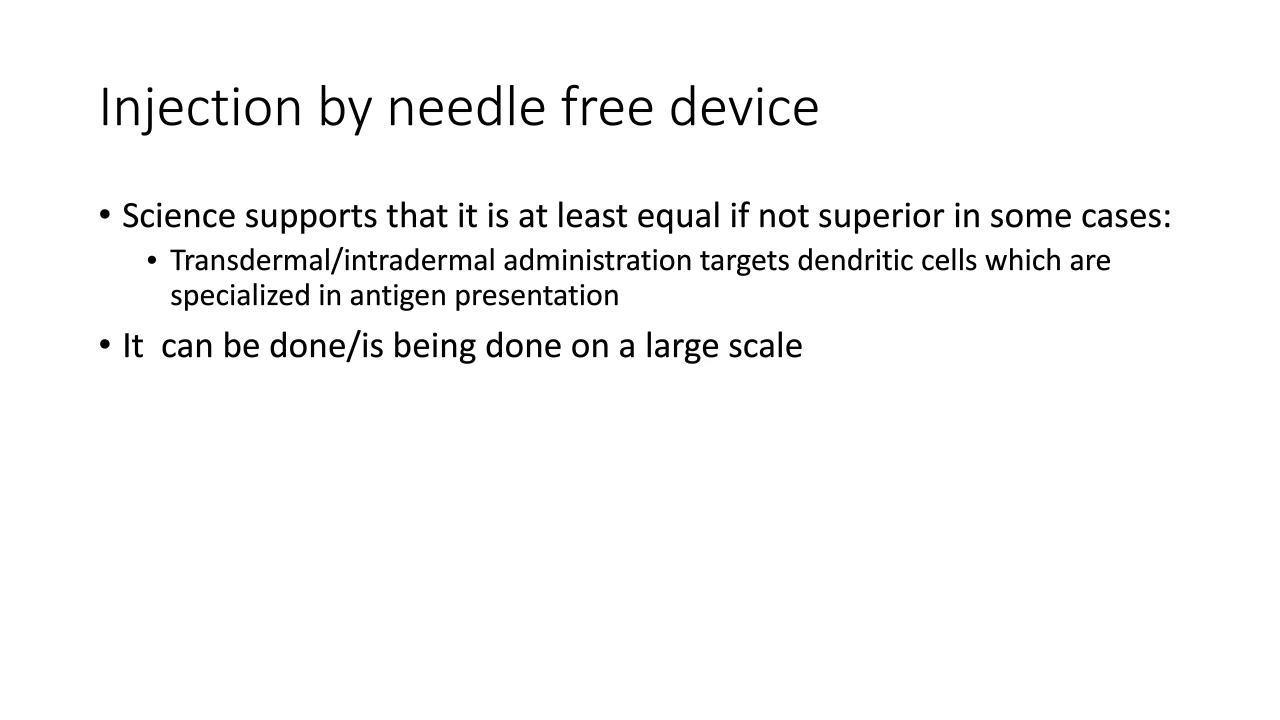 Injection by needle free device
• Science supports that it is at least equal if not superior in some cases:
• Transdermal/intradermal administration targets dendritic cells which are
specialized in antigen presentation
• It  can be done/is being done on a large scale